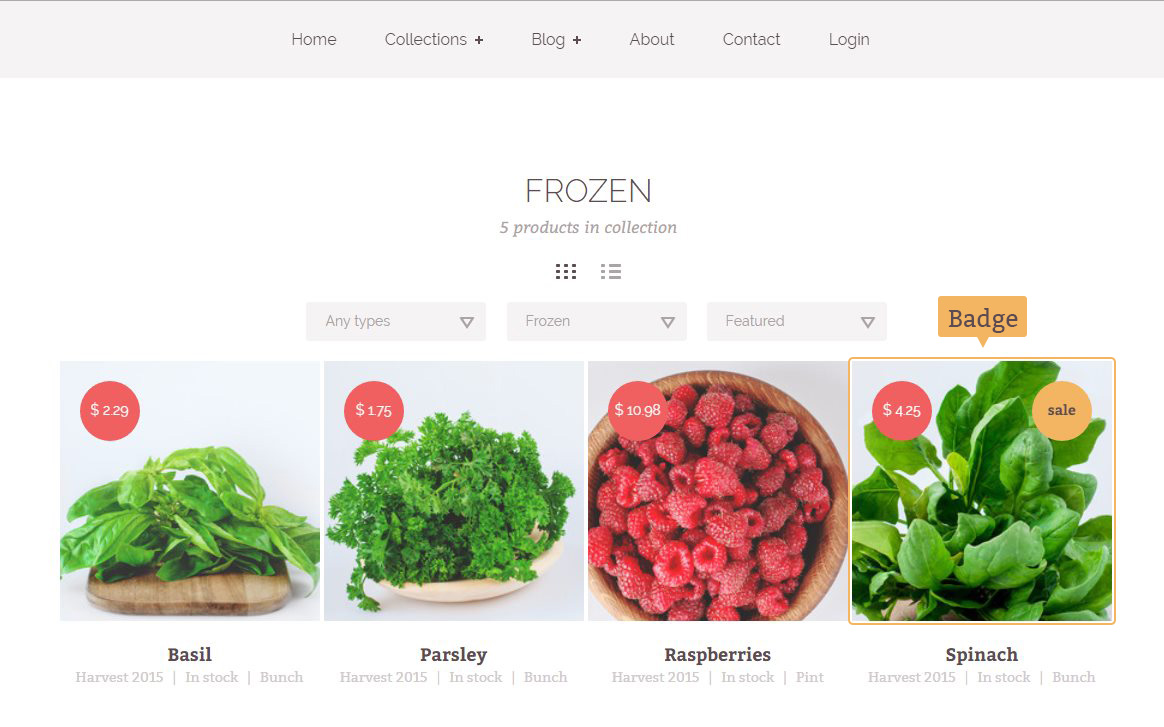 Home Collections + Blog + About Contact Login
FROZEN
5 products in collection
Any types Frozen Featured
Badge
$ 2.29 $ 1.75 $ 10.98 $ 4.25 sale
Basil Parsley Raspberries Spinach
Harvest 2015 | In stock | Bunch Harvest 2015 | In stock | Bunch Harvest 2015 | In stock | Pint Harvest 2015 | In stock | Bunch